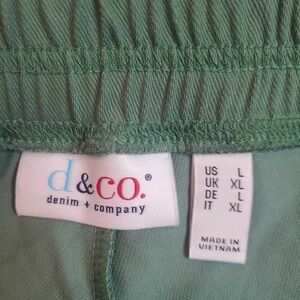 d&co.®
denim + company
US L
UK XL
DE L
IT XL
MADE IN
VIETNAM